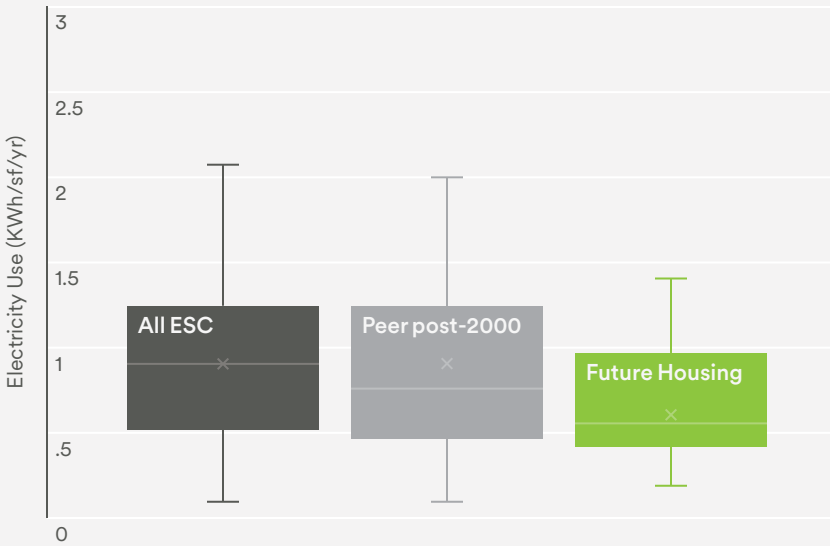 Electricity Use (KWh/sf/yr)
3
2.5
2
1.5
1
.5
0
All ESC
Peer post-2000
Future Housing